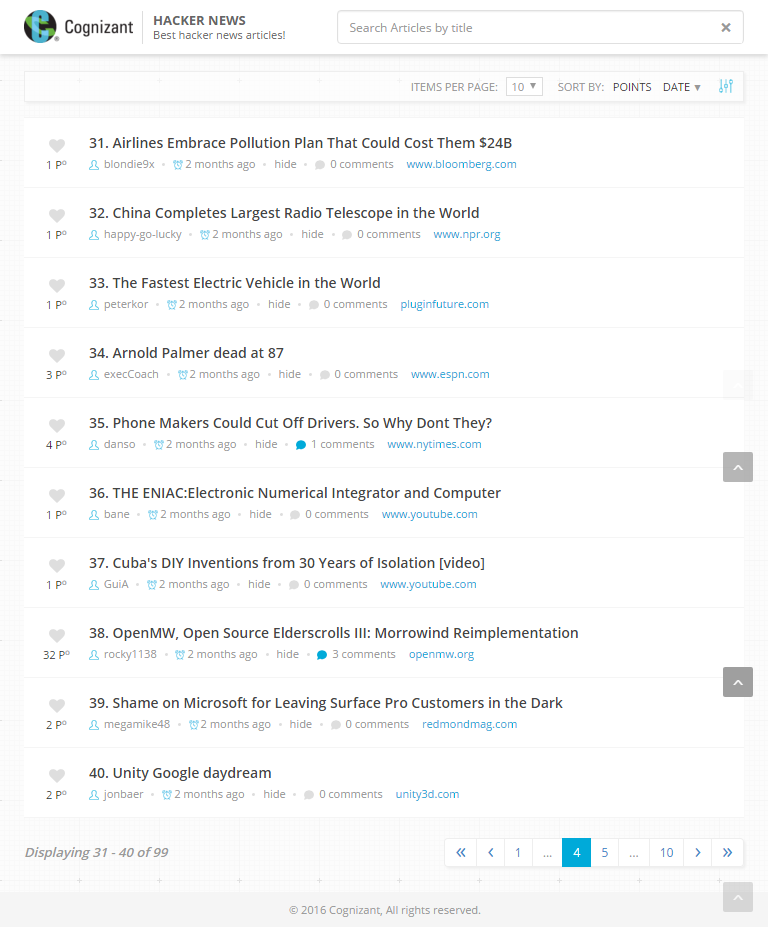 Cognizant
HACKER NEWS
Best hacker news articles!
Search Articles by title
ITEMS PER PAGE: 10 ▼ SORT BY: POINTS DATE ▼
31. Airlines Embrace Pollution Plan That Could Cost Them $24B
1 Pº blondie9x • 2 months ago • hide • 0 comments www.bloomberg.com
32. China Completes Largest Radio Telescope in the World
1 Pº happy-go-lucky • 2 months ago • hide • 0 comments www.npr.org
33. The Fastest Electric Vehicle in the World
1 Pº peterkor • 2 months ago • hide • 0 comments pluginfuture.com
34. Arnold Palmer dead at 87
3 Pº execCoach • 2 months ago • hide • 0 comments www.espn.com
35. Phone Makers Could Cut Off Drivers. So Why Dont They?
4 Pº danso • 2 months ago • hide • 1 comments www.nytimes.com
36. THE ENIAC:Electronic Numerical Integrator and Computer
1 Pº bane • 2 months ago • hide • 0 comments www.youtube.com
37. Cuba's DIY Inventions from 30 Years of Isolation [video]
1 Pº GuiA • 2 months ago • hide • 0 comments www.youtube.com
38. OpenMW, Open Source Elderscrolls III: Morrowind Reimplementation
32 Pº rocky1138 • 2 months ago • hide • 3 comments openmw.org
39. Shame on Microsoft for Leaving Surface Pro Customers in the Dark
2 Pº megamike48 • 2 months ago • hide • 0 comments redmondmag.com
40. Unity Google daydream
2 Pº jonbaer • 2 months ago • hide • 0 comments unity3d.com
Displaying 31 - 40 of 99 « ‹ 1 ... 4 5 ... 10 › »
© 2016 Cognizant, All rights reserved.